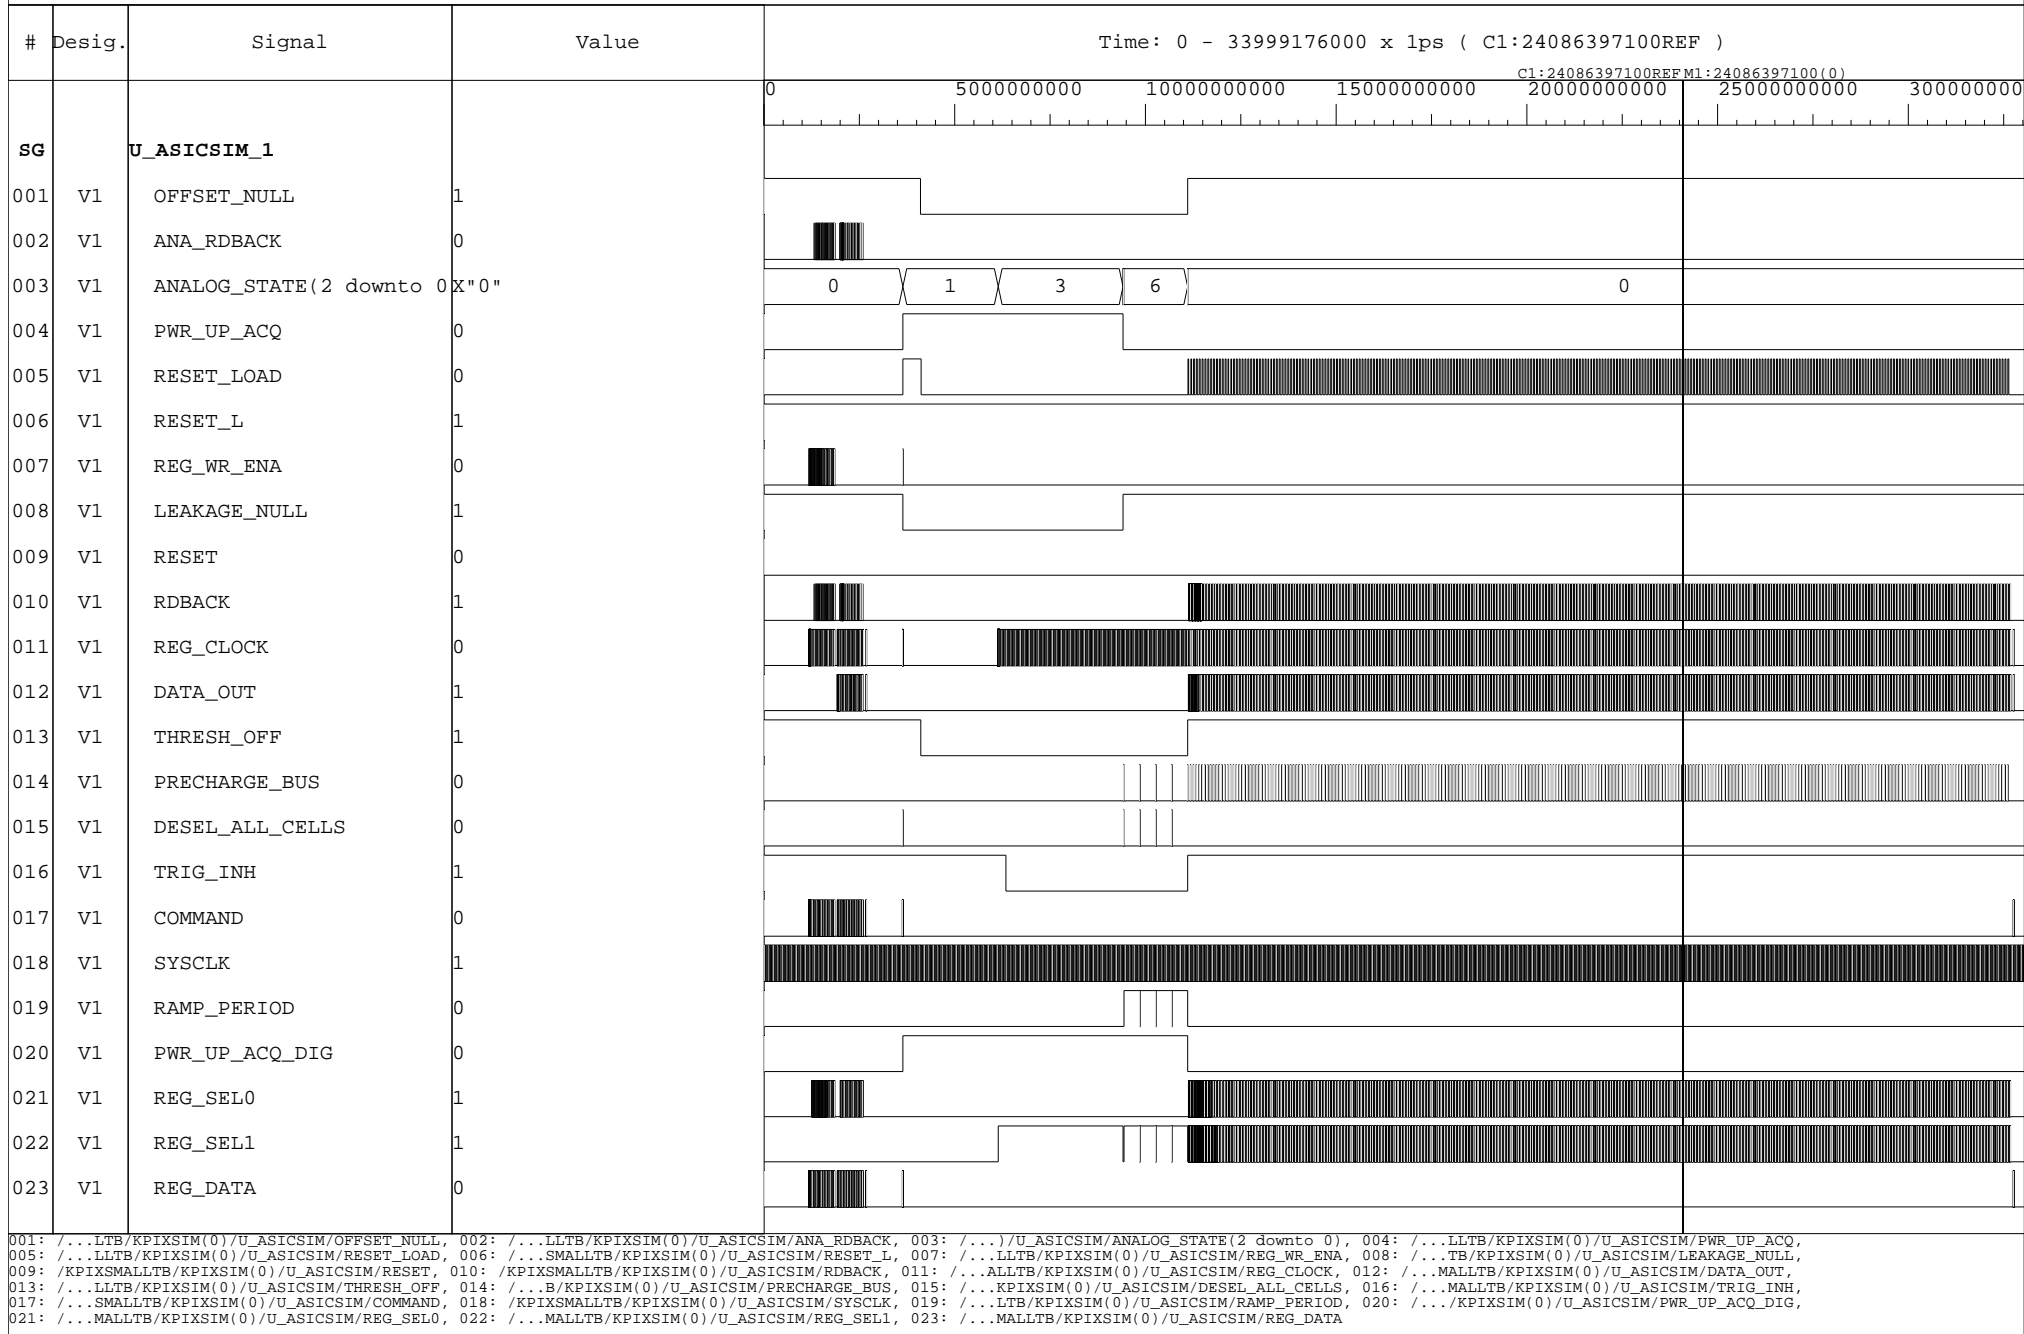 # Desig. Signal Value Time: 0 - 33999176000 x 1ps ( C1:24086397100REF )
C1:24086397100REFM1:24086397100(0)
0 50000000000 100000000000 150000000000 200000000000 250000000000 3000000000
SG U_ASICSIM_1
001 V1 OFFSET_NULL 1
002 V1 ANA_RDBACK 0
003 V1 ANALOG_STATE(2 downto 0 X"0" 0 1 3 6 0
004 V1 PWR_UP_ACQ 0
005 V1 RESET_LOAD 0
006 V1 RESET_L 1
007 V1 REG_WR_ENA 0
008 V1 LEAKAGE_NULL 1
009 V1 RESET 0
010 V1 RDBACK 1
011 V1 REG_CLOCK 0
012 V1 DATA_OUT 1
013 V1 THRESH_OFF 1
014 V1 PRECHARGE_BUS 0
015 V1 DESEL_ALL_CELLS 0
016 V1 TRIG_INH 1
017 V1 COMMAND 0
018 V1 SYSCLK 1
019 V1 RAMP_PERIOD 0
020 V1 PWR_UP_ACQ_DIG 0
021 V1 REG_SEL0 1
022 V1 REG_SEL1 1
023 V1 REG_DATA 0
001: /...LTB/KPIXSIM(0)/U_ASICSIM/OFFSET_NULL, 002: /...LLTB/KPIXSIM(0)/U_ASICSIM/ANA_RDBACK, 003: /...)/U_ASICSIM/ANALOG_STATE(2 downto 0), 004: /...LLTB/KPIXSIM(0)/U_ASICSIM/PWR_UP_ACQ,
005: /...LLTB/KPIXSIM(0)/U_ASICSIM/RESET_LOAD, 006: /...SMALLTB/KPIXSIM(0)/U_ASICSIM/RESET_L, 007: /...LLTB/KPIXSIM(0)/U_ASICSIM/REG_WR_ENA, 008: /...TB/KPIXSIM(0)/U_ASICSIM/LEAKAGE_NULL,
009: /KPIXSMALLTB/KPIXSIM(0)/U_ASICSIM/RESET, 010: /KPIXSMALLTB/KPIXSIM(0)/U_ASICSIM/RDBACK, 011: /...ALLTB/KPIXSIM(0)/U_ASICSIM/REG_CLOCK, 012: /...MALLTB/KPIXSIM(0)/U_ASICSIM/DATA_OUT,
013: /...LLTB/KPIXSIM(0)/U_ASICSIM/THRESH_OFF, 014: /...B/KPIXSIM(0)/U_ASICSIM/PRECHARGE_BUS, 015: /...KPIXSIM(0)/U_ASICSIM/DESEL_ALL_CELLS, 016: /...MALLTB/KPIXSIM(0)/U_ASICSIM/TRIG_INH,
017: /...SMALLTB/KPIXSIM(0)/U_ASICSIM/COMMAND, 018: /KPIXSMALLTB/KPIXSIM(0)/U_ASICSIM/SYSCLK, 019: /...LTB/KPIXSIM(0)/U_ASICSIM/RAMP_PERIOD, 020: /.../KPIXSIM(0)/U_ASICSIM/PWR_UP_ACQ_DIG,
021: /...MALLTB/KPIXSIM(0)/U_ASICSIM/REG_SEL0, 022: /...MALLTB/KPIXSIM(0)/U_ASICSIM/REG_SEL1, 023: /...MALLTB/KPIXSIM(0)/U_ASICSIM/REG_DATA